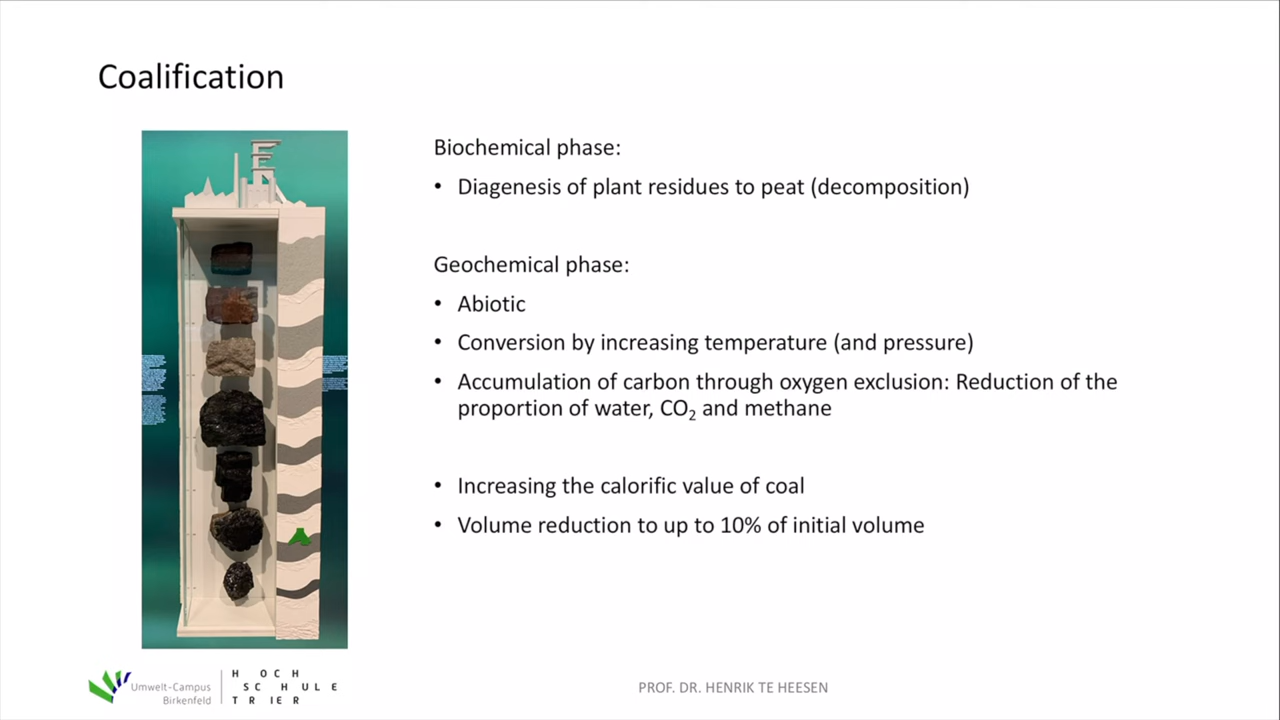 Coalification
Biochemical phase:
• Diagenesis of plant residues to peat (decomposition)
Geochemical phase:
• Abiotic
• Conversion by increasing temperature (and pressure)
• Accumulation of carbon through oxygen exclusion: Reduction of the
proportion of water, CO₂ and methane
• Increasing the calorific value of coal
• Volume reduction to up to 10% of initial volume
Umwelt-Campus
Birkenfeld
HOCH
SCHULE
TRIER
PROF. DR. HENRIK TE HEESEN